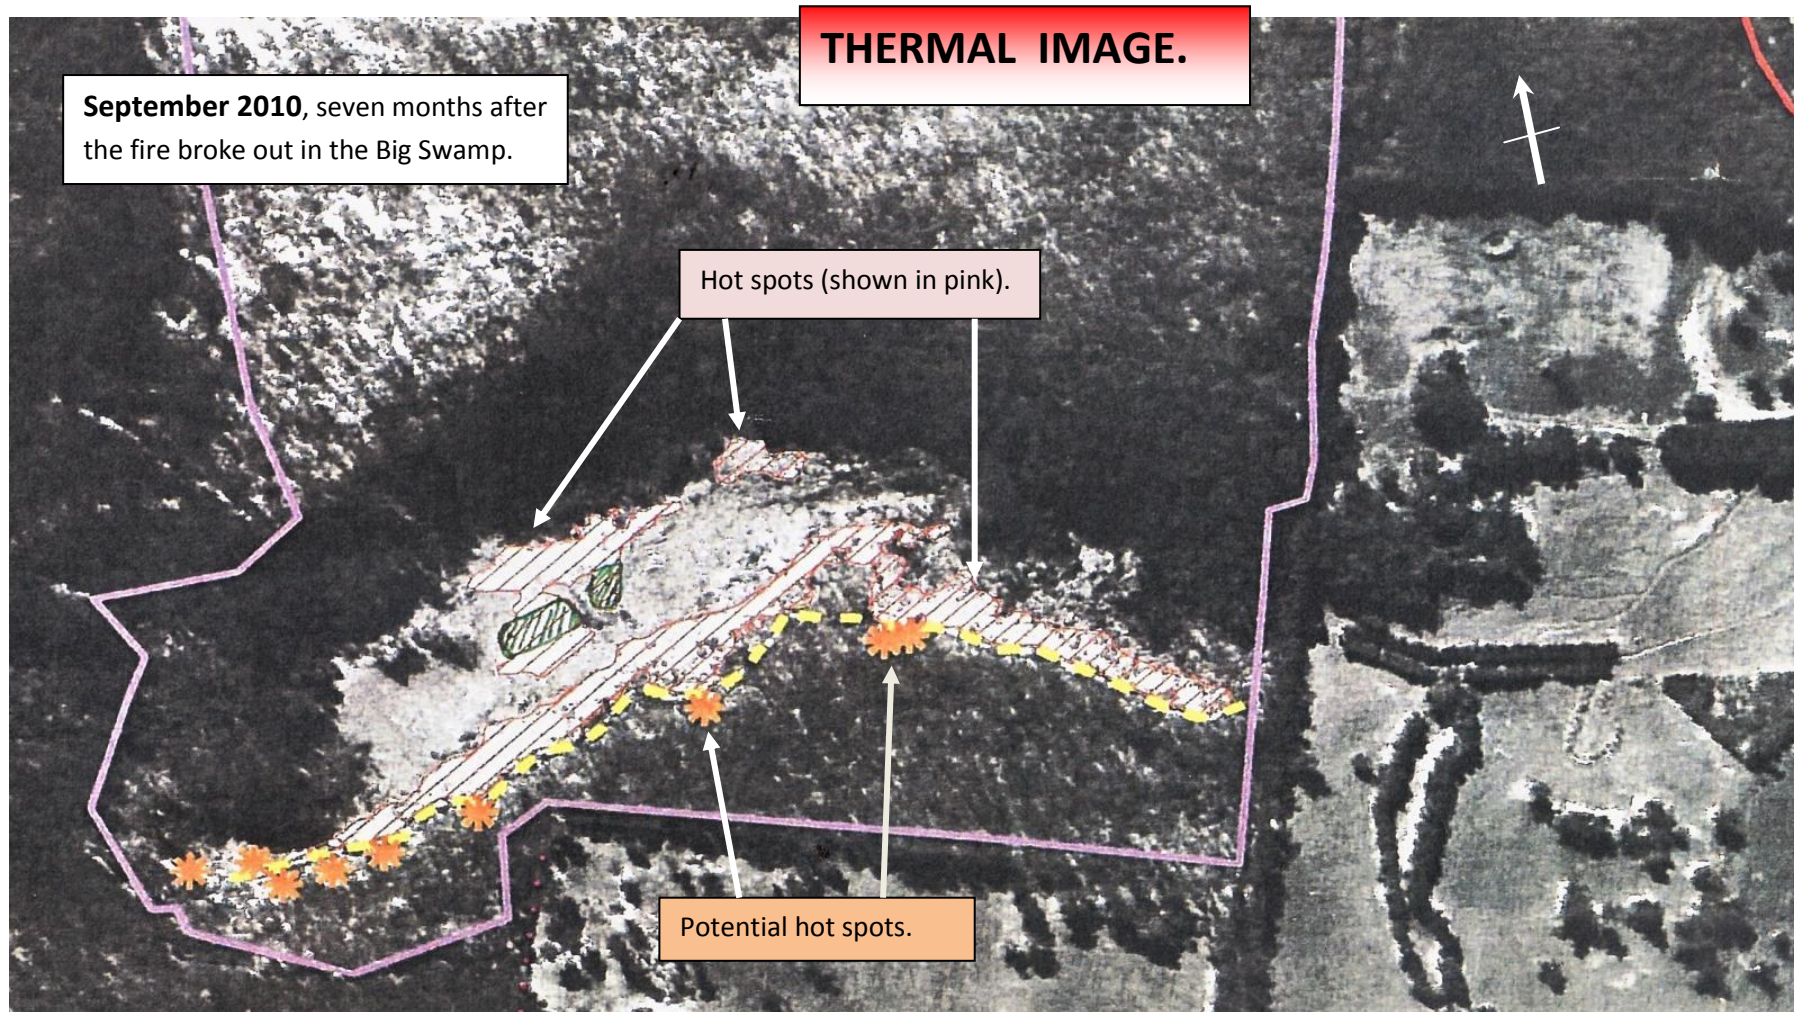 THERMAL IMAGE.
September 2010, seven months after
the fire broke out in the Big Swamp.
Hot spots (shown in pink).
Potential hot spots.